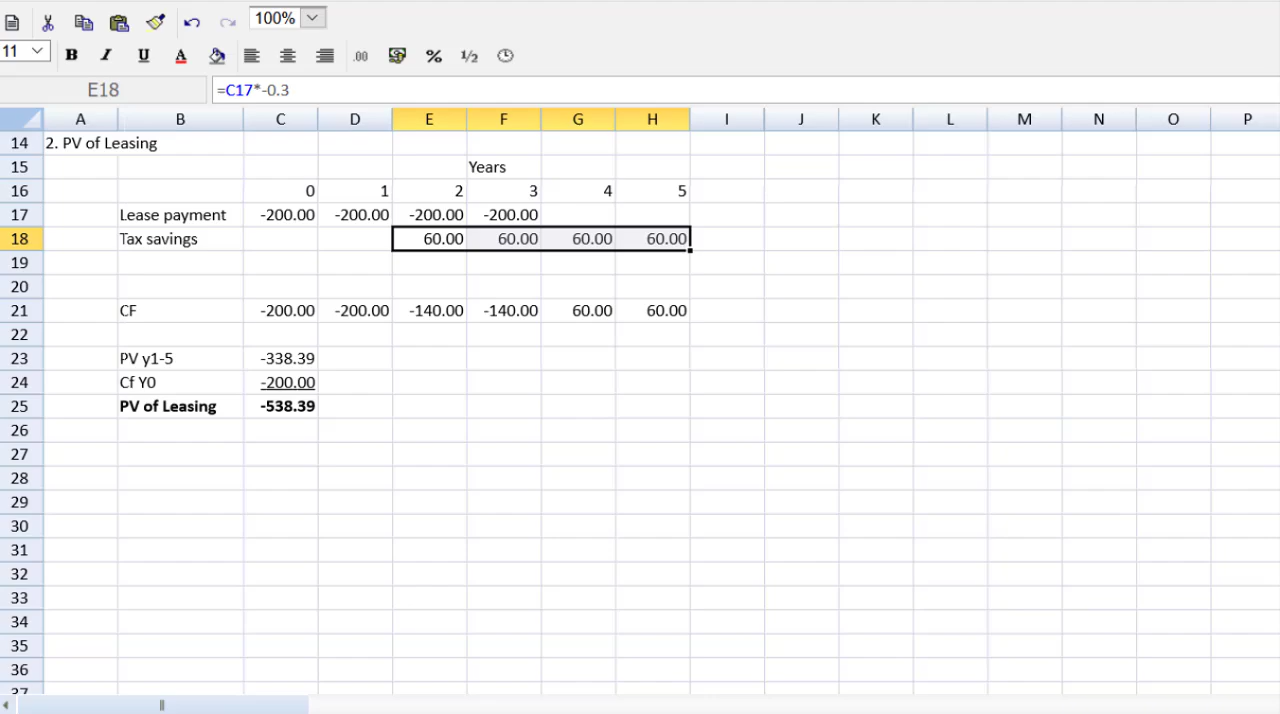 100%
11 B I U A .00 % 1/2
E18 =C17*-0.3
A B C D E F G H I J K L M N O P
14 2. PV of Leasing
15 Years
16 0 1 2 3 4 5
17 Lease payment -200.00 -200.00 -200.00 -200.00
18 Tax savings 60.00 60.00 60.00 60.00
19
20
21 CF -200.00 -200.00 -140.00 -140.00 60.00 60.00
22
23 PV y1-5 -338.39
24 Cf Y0 -200.00
25 PV of Leasing -538.39
26
27
28
29
30
31
32
33
34
35
36
37